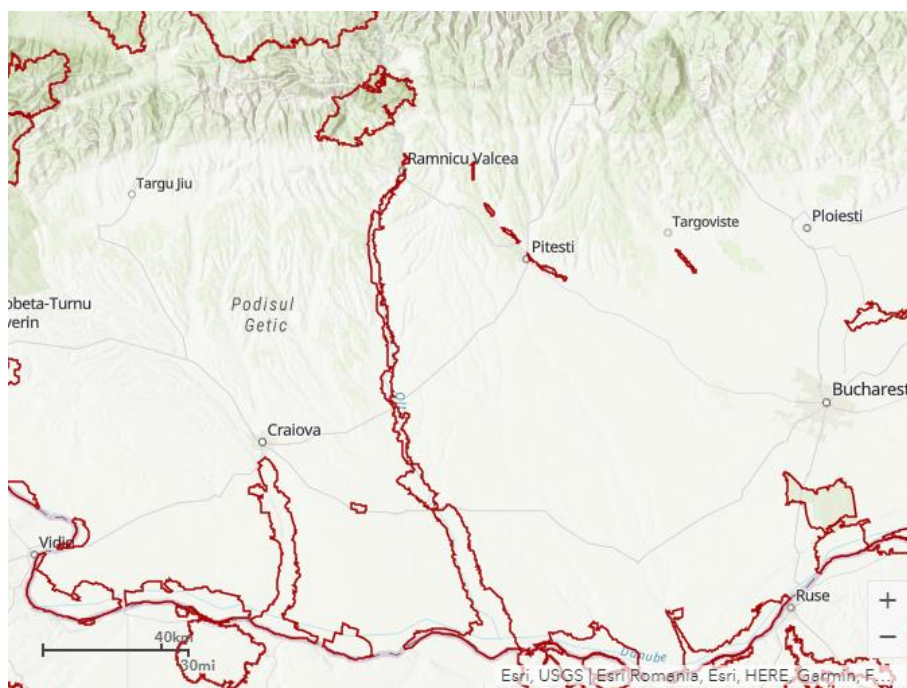 Ramnicu Valcea
Targu Jiu
Targoviste
Ploiesti
Pitesti
obeta-Turnu
verin
Podisul
Getic
Bucharest
Olt
Craiova
Vidin
Ruse
+
40km
−
30mi
Danube
Esri, USGS | Esri Romania, Esri, HERE, Garmin, F...